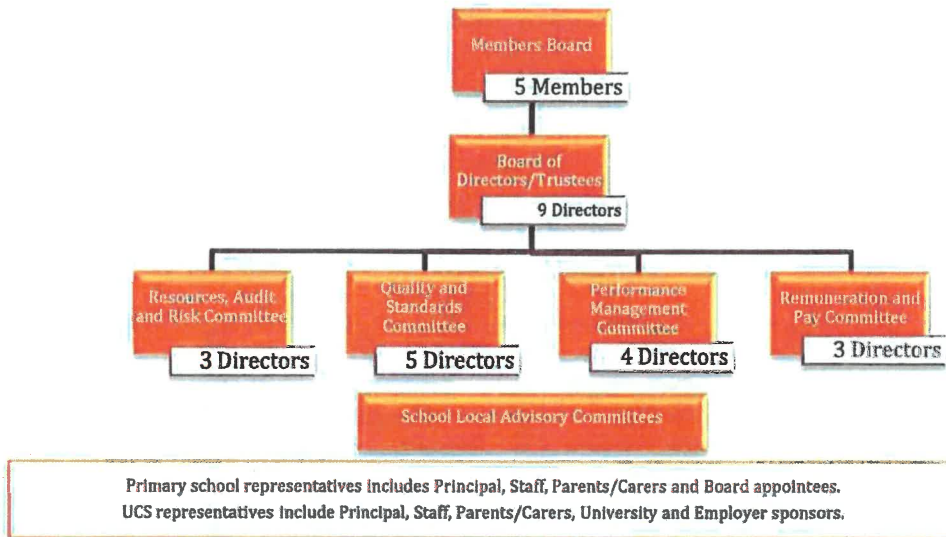 Members Board
5 Members
Board of
Directors/Trustees
9 Directors
Resources, Audit
and Risk Committee
3 Directors
Quality and
Standards
Committee
5 Directors
Performance
Management
Committee
4 Directors
Remuneration and
Pay Committee
3 Directors
School Local Advisory Committees
Primary school representatives includes Principal, Staff, Parents/Carers and Board appointees.
UCS representatives include Principal, Staff, Parents/Carers, University and Employer sponsors.